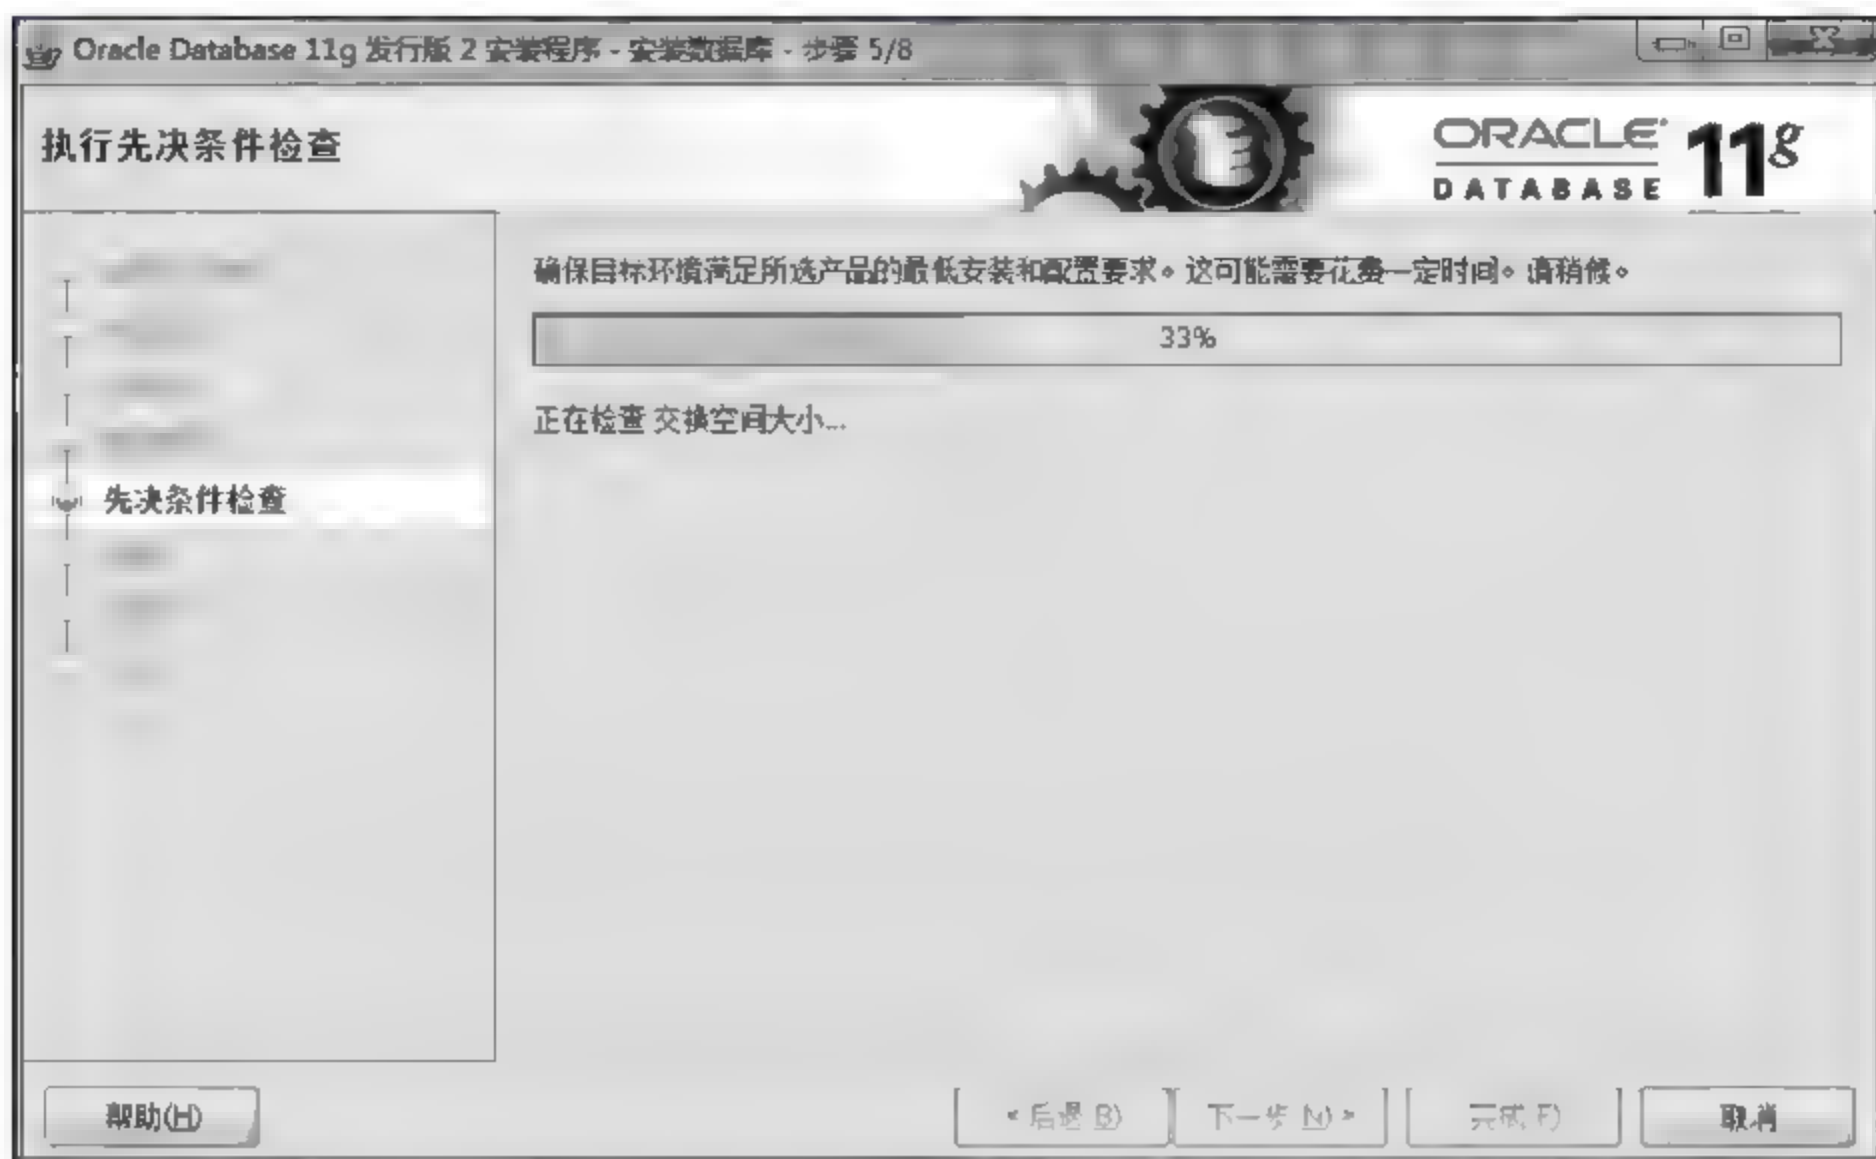 Oracle Database 11g 发行版 2 安装程序 - 安装数据库 - 步骤 5/8
执行先决条件检查
ORACLE
DATABASE
11g
确保目标环境满足所选产品的最低安装和配置要求。这可能需要花费一定时间。请稍候。
33%
正在检查 交换空间大小...
先决条件检查
帮助(H)
< 后退 B)
下一步 N) >
完成 F)
取消